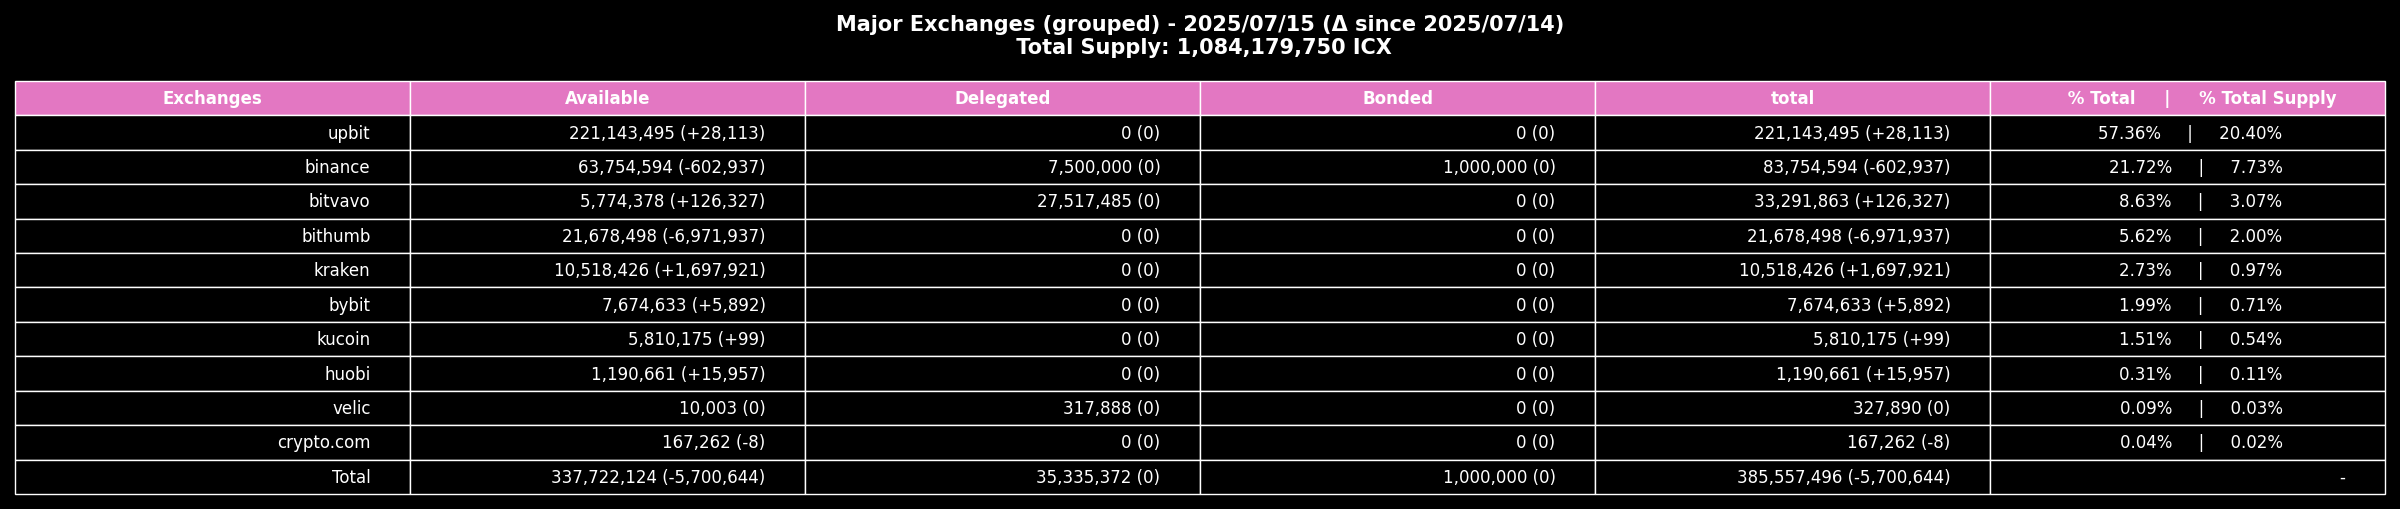 Major Exchanges (grouped) - 2025/07/15 (Δ since 2025/07/14)
Total Supply: 1,084,179,750 ICX
Exchanges Available Delegated Bonded total % Total | % Total Supply
upbit 221,143,495 (+28,113) 0 (0) 0 (0) 221,143,495 (+28,113) 57.36% | 20.40%
binance 63,754,594 (-602,937) 7,500,000 (0) 1,000,000 (0) 83,754,594 (-602,937) 21.72% | 7.73%
bitvavo 5,774,378 (+126,327) 27,517,485 (0) 0 (0) 33,291,863 (+126,327) 8.63% | 3.07%
bithumb 21,678,498 (-6,971,937) 0 (0) 0 (0) 21,678,498 (-6,971,937) 5.62% | 2.00%
kraken 10,518,426 (+1,697,921) 0 (0) 0 (0) 10,518,426 (+1,697,921) 2.73% | 0.97%
bybit 7,674,633 (+5,892) 0 (0) 0 (0) 7,674,633 (+5,892) 1.99% | 0.71%
kucoin 5,810,175 (+99) 0 (0) 0 (0) 5,810,175 (+99) 1.51% | 0.54%
huobi 1,190,661 (+15,957) 0 (0) 0 (0) 1,190,661 (+15,957) 0.31% | 0.11%
velic 10,003 (0) 317,888 (0) 0 (0) 327,890 (0) 0.09% | 0.03%
crypto.com 167,262 (-8) 0 (0) 0 (0) 167,262 (-8) 0.04% | 0.02%
Total 337,722,124 (-5,700,644) 35,335,372 (0) 1,000,000 (0) 385,557,496 (-5,700,644) -